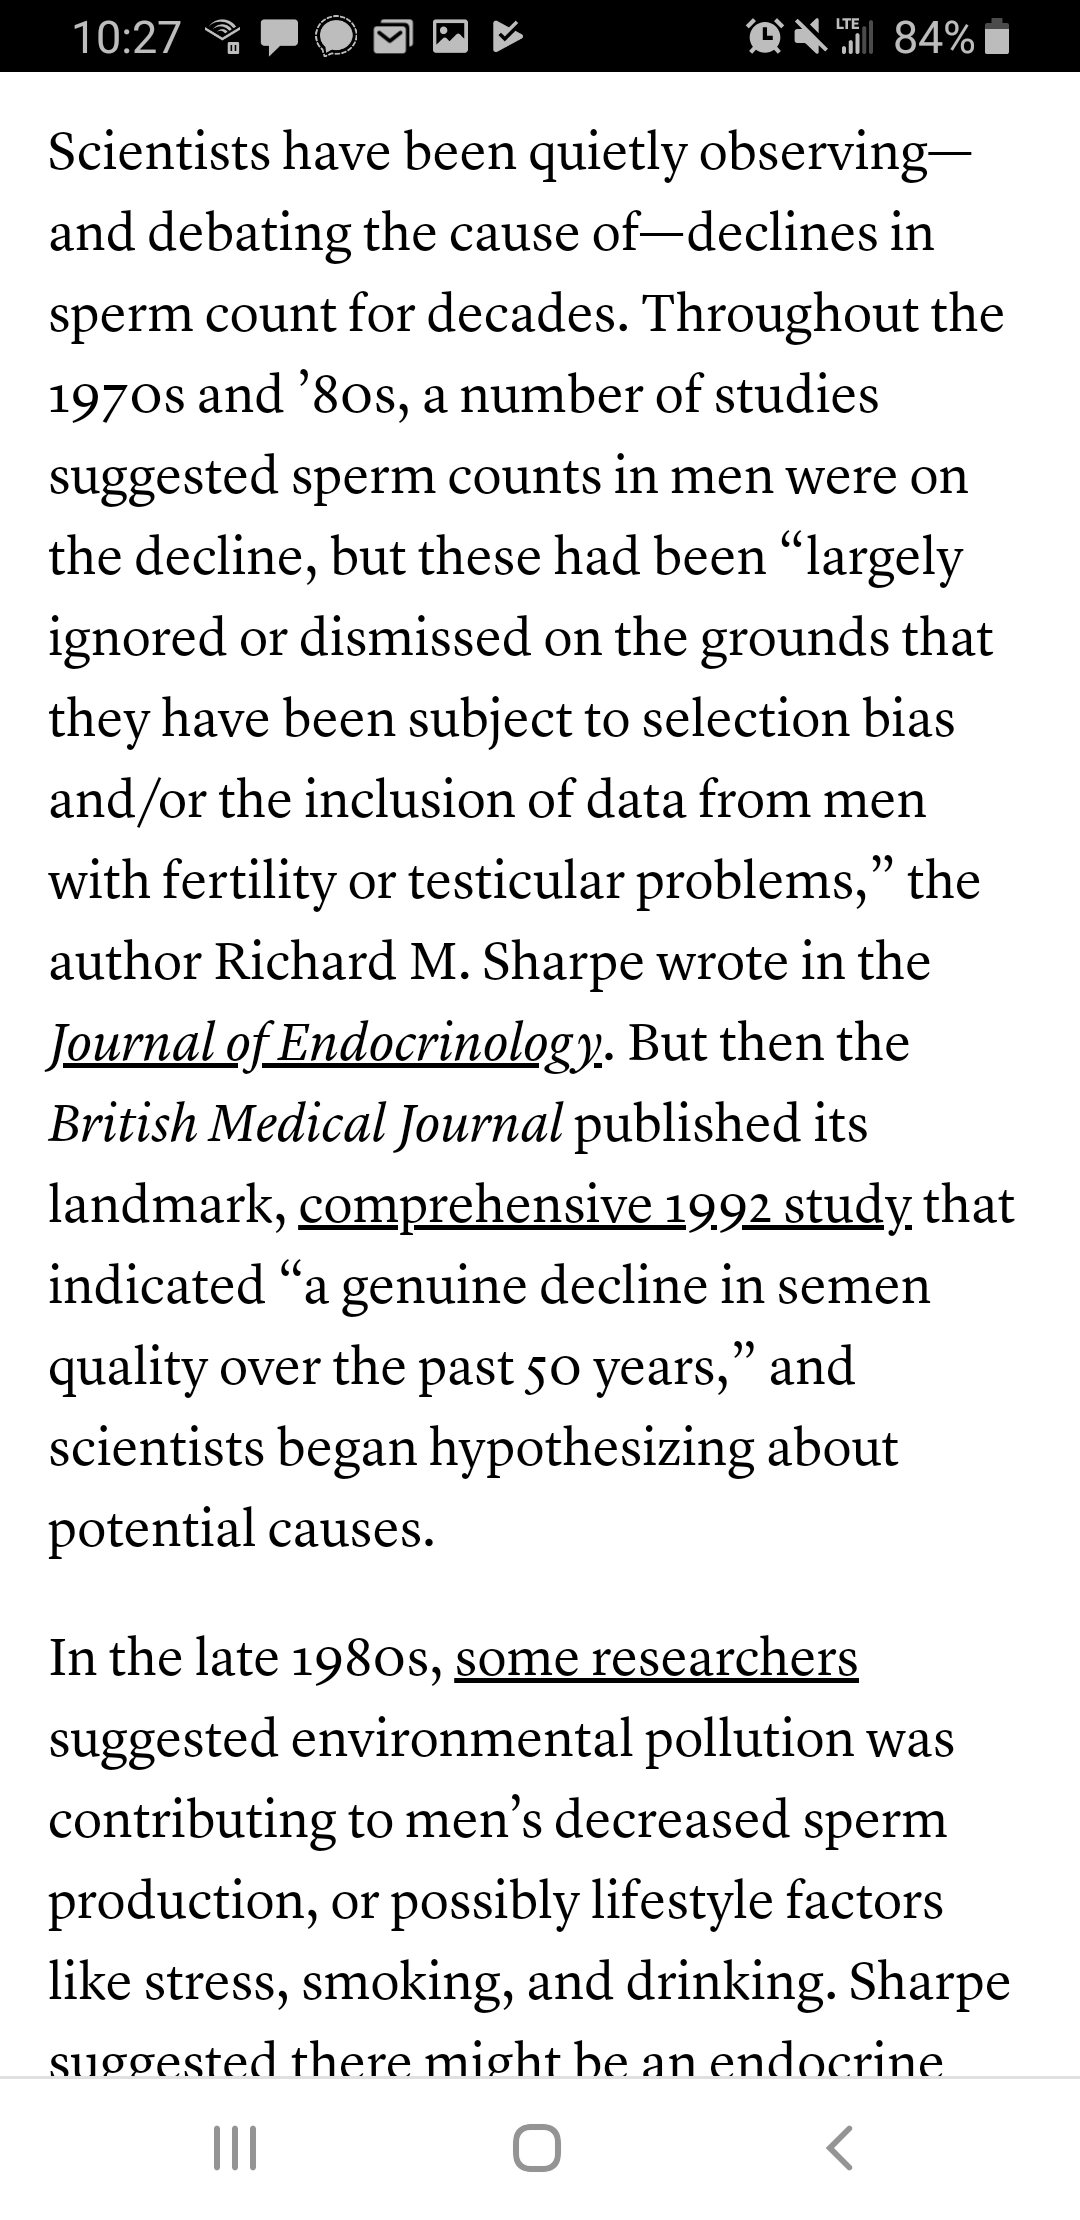 10:27
LTE
84%
Scientists have been quietly observing—
and debating the cause of—declines in
sperm count for decades. Throughout the
1970s and ’80s, a number of studies
suggested sperm counts in men were on
the decline, but these had been “largely
ignored or dismissed on the grounds that
they have been subject to selection bias
and/or the inclusion of data from men
with fertility or testicular problems,” the
author Richard M. Sharpe wrote in the
Journal of Endocrinology. But then the
British Medical Journal published its
landmark, comprehensive 1992 study that
indicated “a genuine decline in semen
quality over the past 50 years,” and
scientists began hypothesizing about
potential causes.
In the late 1980s, some researchers
suggested environmental pollution was
contributing to men’s decreased sperm
production, or possibly lifestyle factors
like stress, smoking, and drinking. Sharpe
suggested there might be an endocrine